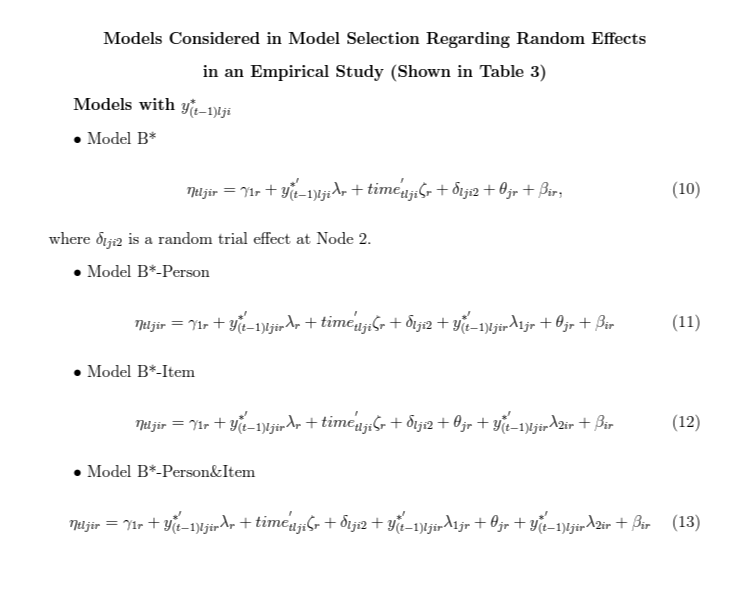 Models Considered in Model Selection Regarding Random Effects
in an Empirical Study (Shown in Table 3)
Models with $y^{*}_{(t-1)lji}$
• Model B*
$\eta_{tljir} = \gamma_{1r} + y^{*'}_{(t-1)lji}\lambda_r + time^{'}_{tlji}\zeta_r + \delta_{lji2} + \theta_{jr} + \beta_{ir},$ (10)
where $\delta_{lji2}$ is a random trial effect at Node 2.
• Model B*-Person
$\eta_{tljir} = \gamma_{1r} + y^{*'}_{(t-1)ljir}\lambda_r + time^{'}_{tlji}\zeta_r + \delta_{lji2} + y^{*'}_{(t-1)ljir}\lambda_{1jr} + \theta_{jr} + \beta_{ir}$ (11)
• Model B*-Item
$\eta_{tljir} = \gamma_{1r} + y^{*'}_{(t-1)ljir}\lambda_r + time^{'}_{tlji}\zeta_r + \delta_{lji2} + \theta_{jr} + y^{*'}_{(t-1)ljir}\lambda_{2ir} + \beta_{ir}$ (12)
• Model B*-Person&Item
$\eta_{tljir} = \gamma_{1r} + y^{*'}_{(t-1)ljir}\lambda_r + time^{'}_{tlji}\zeta_r + \delta_{lji2} + y^{*'}_{(t-1)ljir}\lambda_{1jr} + \theta_{jr} + y^{*'}_{(t-1)ljir}\lambda_{2ir} + \beta_{ir}$ (13)